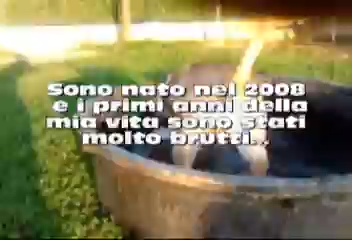 Sono nato nel 2008
e i primi anni della
mia vita sono stati
molto brutti..